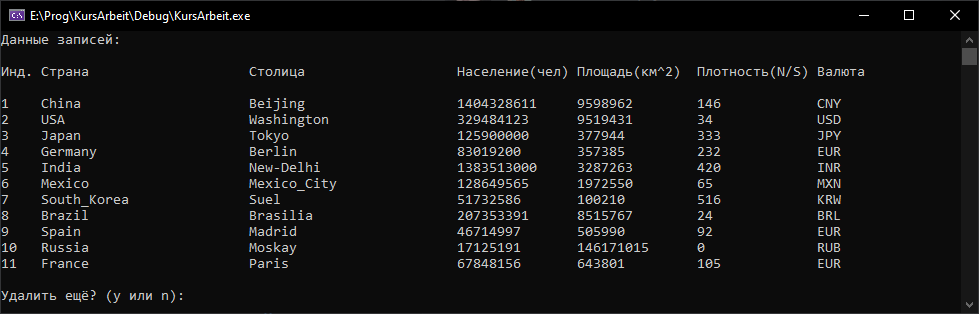 E:\Prog\KursArbeit\Debug\KursArbeit.exe
Данные записей:
Инд. Страна Столица Население(чел) Площадь(км^2) Плотность(N/S) Валюта
1 China Beijing 1404328611 9598962 146 CNY
2 USA Washington 329484123 9519431 34 USD
3 Japan Tokyo 125900000 377944 333 JPY
4 Germany Berlin 83019200 357385 232 EUR
5 India New-Delhi 1383513000 3287263 420 INR
6 Mexico Mexico_City 128649565 1972550 65 MXN
7 South_Korea Suel 51732586 100210 516 KRW
8 Brazil Brasilia 207353391 8515767 24 BRL
9 Spain Madrid 46714997 505990 92 EUR
10 Russia Moskay 17125191 146171015 0 RUB
11 France Paris 67848156 643801 105 EUR
Удалить ещё? (y или n):